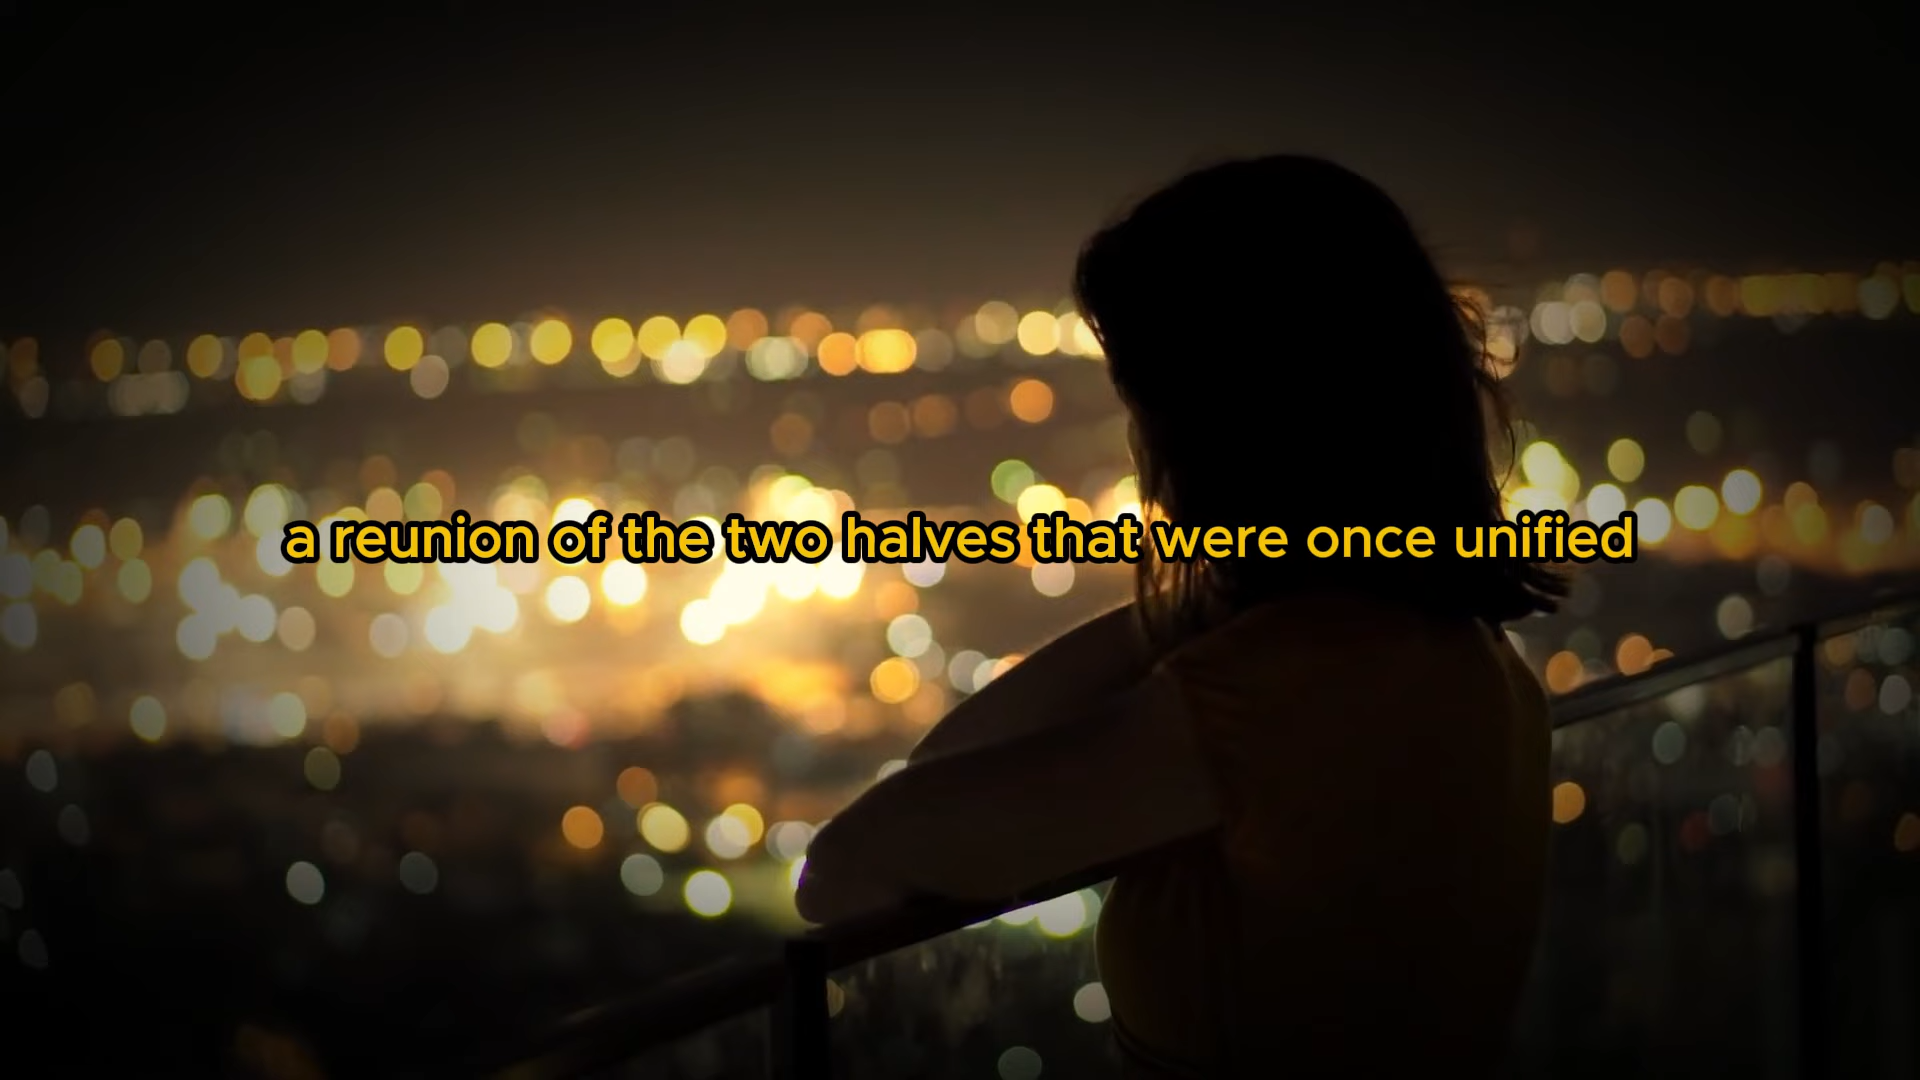 a reunion of the two halves that were once unified